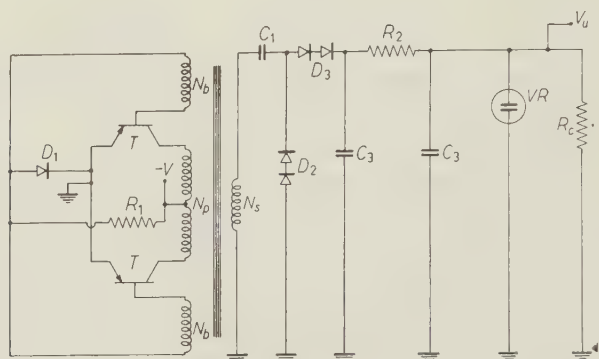 V_u
C_1
R_2
N_b
D_3
VR
T
D_1
R_c
-V
C_3
C_3
D_2
R_1
N_p
N_s
T
N_b